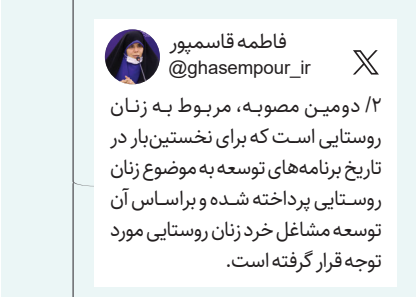 فاطمه قاسمپور
@ghasempour_ir
۲/ دومین مصوبه، مربوط به زنان
روستایی است که برای نخستین‌بار در
تاریخ برنامه‌های توسعه به موضوع زنان
روستایی پرداخته شده و براساس آن
توسعه مشاغل خرد زنان روستایی مورد
توجه قرار گرفته است.